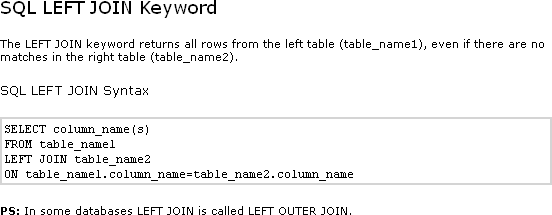 SQL LEFT JOIN Keyword
The LEFT JOIN keyword returns all rows from the left table (table_name1), even if there are no
matches in the right table (table_name2).
SQL LEFT JOIN Syntax
SELECT column_name(s)
FROM table_name1
LEFT JOIN table_name2
ON table_name1.column_name=table_name2.column_name
PS: In some databases LEFT JOIN is called LEFT OUTER JOIN.